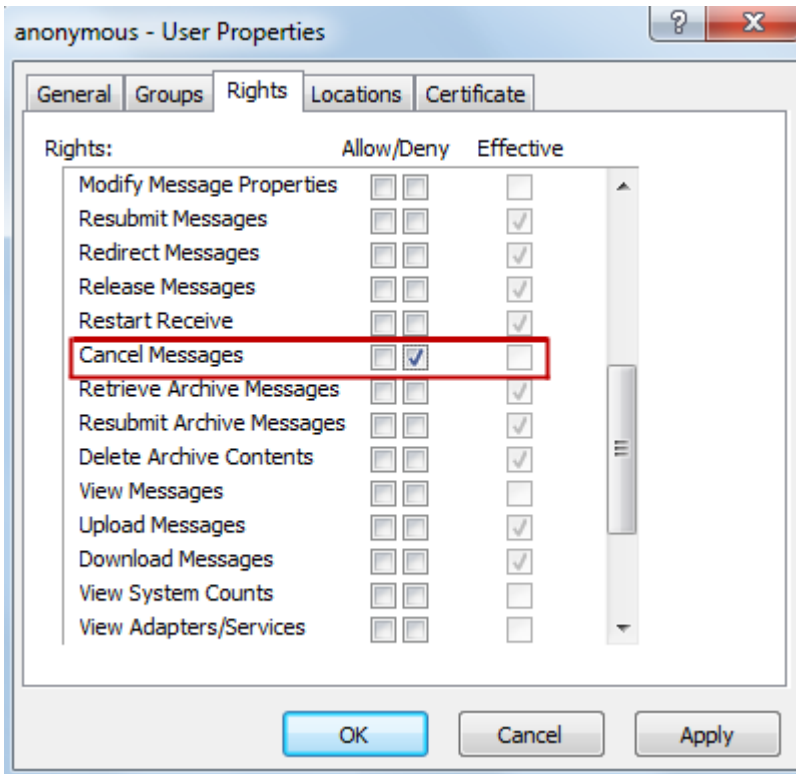 anonymous - User Properties
General Groups Rights Locations Certificate
Rights: Allow/Deny Effective
Modify Message Properties
Resubmit Messages
Redirect Messages
Release Messages
Restart Receive
Cancel Messages
Retrieve Archive Messages
Resubmit Archive Messages
Delete Archive Contents
View Messages
Upload Messages
Download Messages
View System Counts
View Adapters/Services
OK Cancel Apply